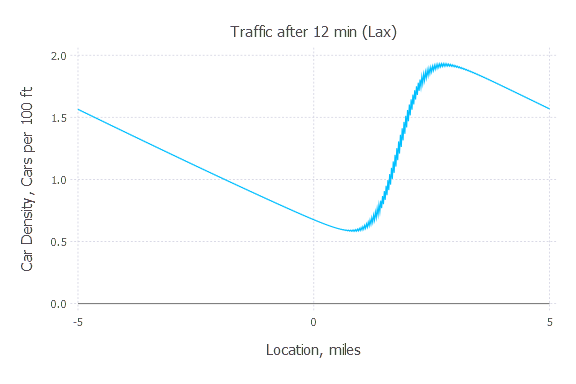 Traffic after 12 min (Lax)
2.0
1.5
1.0
0.5
0.0
Car Density, Cars per 100 ft
-5
0
5
Location, miles